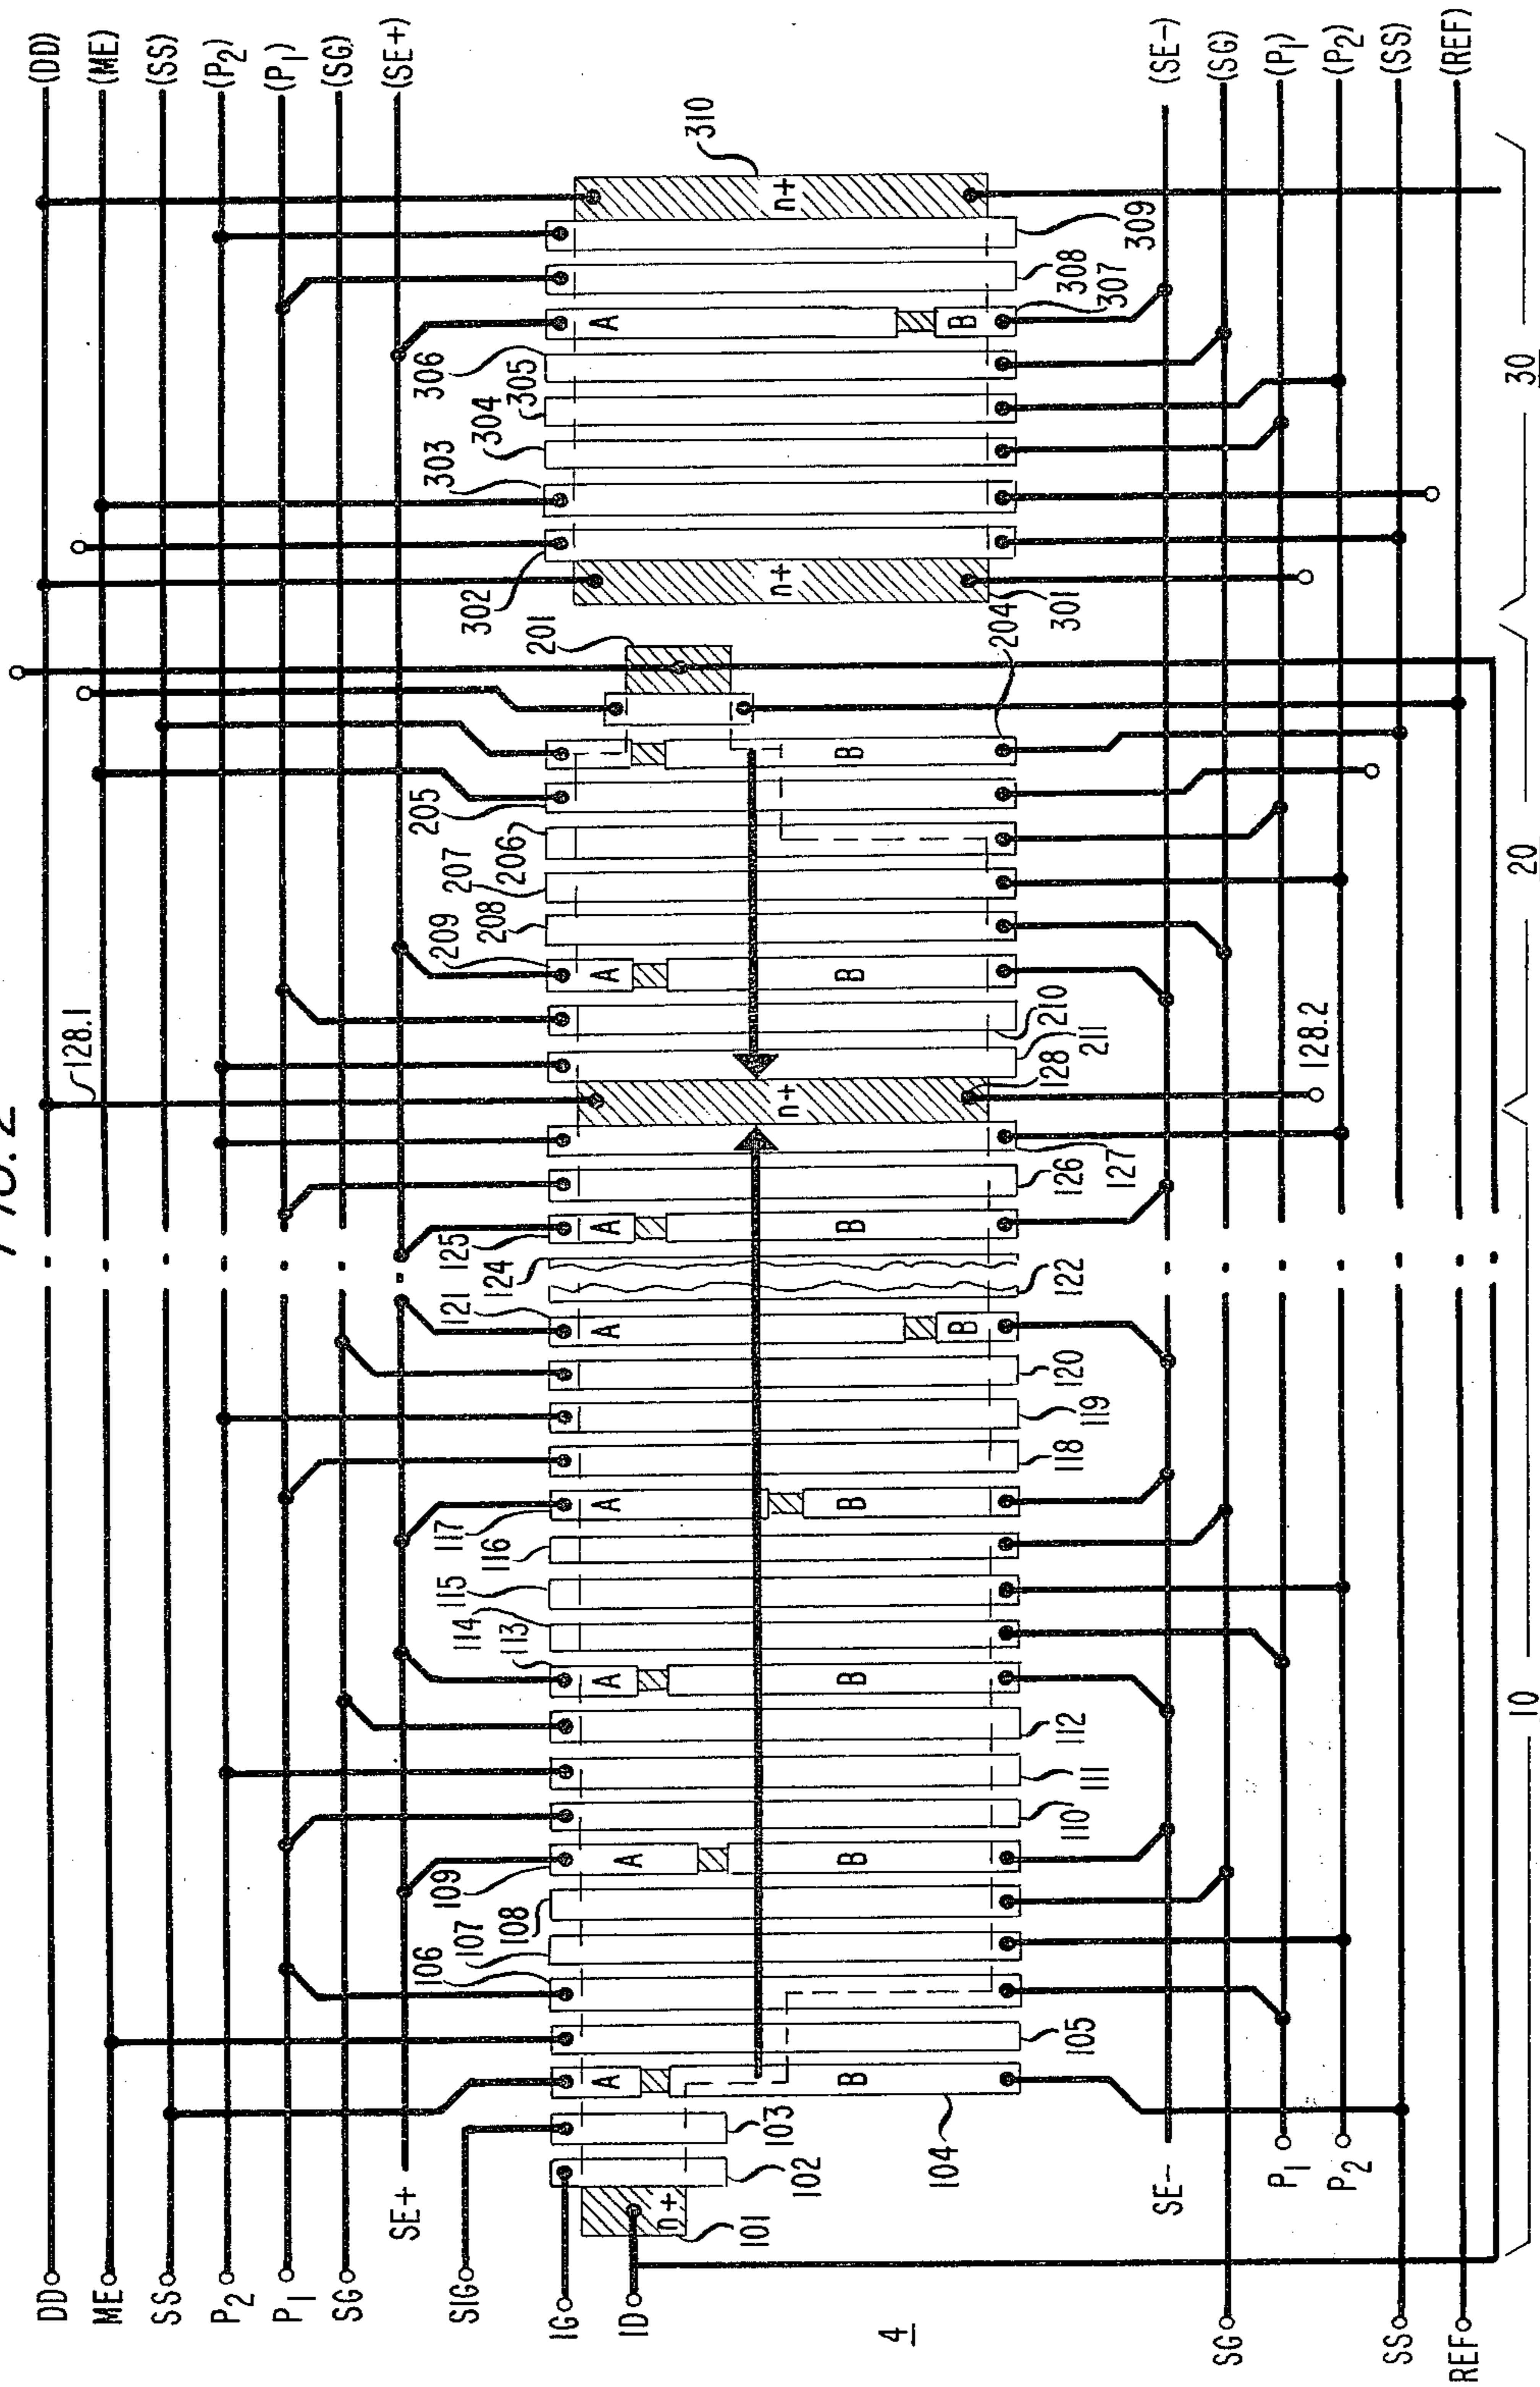 FIG. 2
DD
ME
SS
P2
P1
SG
SE+
SIG
IG
ID
(DD)
(ME)
(SS)
(P2)
(P1)
(SG)
(SE+)
128.1
101
n+
102
103
104
A
B
105
106
107
108
109
A
B
110
111
112
113
A
B
114
115
116
117
A
B
118
119
120
121
A
B
122
124
125
A
B
126
127
128
n+
128.2
211
210
209
A
B
208
207
206
205
204
B
201
301
n+
302
303
304
305
306
A
B
307
308
309
310
n+
4
SE-
SG
P1
P2
SS
REF
(SE-)
(SG)
(P1)
(P2)
(SS)
(REF)
10
20
30